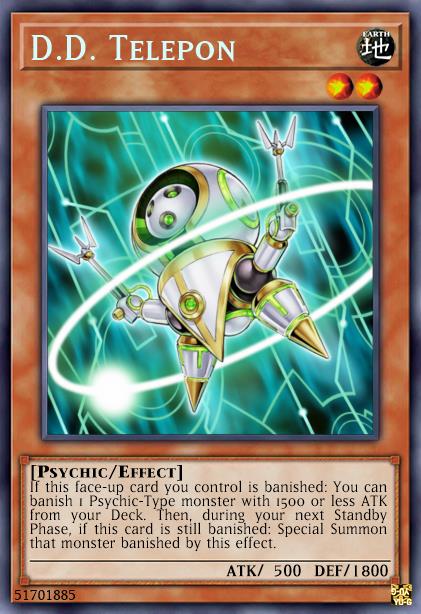 D.D. Telepon
EARTH
地
[Psychic/Effect]
If this face-up card you control is banished: You can
banish 1 Psychic-Type monster with 1500 or less ATK
from your Deck. Then, during your next Standby
Phase, if this card is still banished: Special Summon
that monster banished by this effect.
ATK/ 500 DEF/1800
51701885